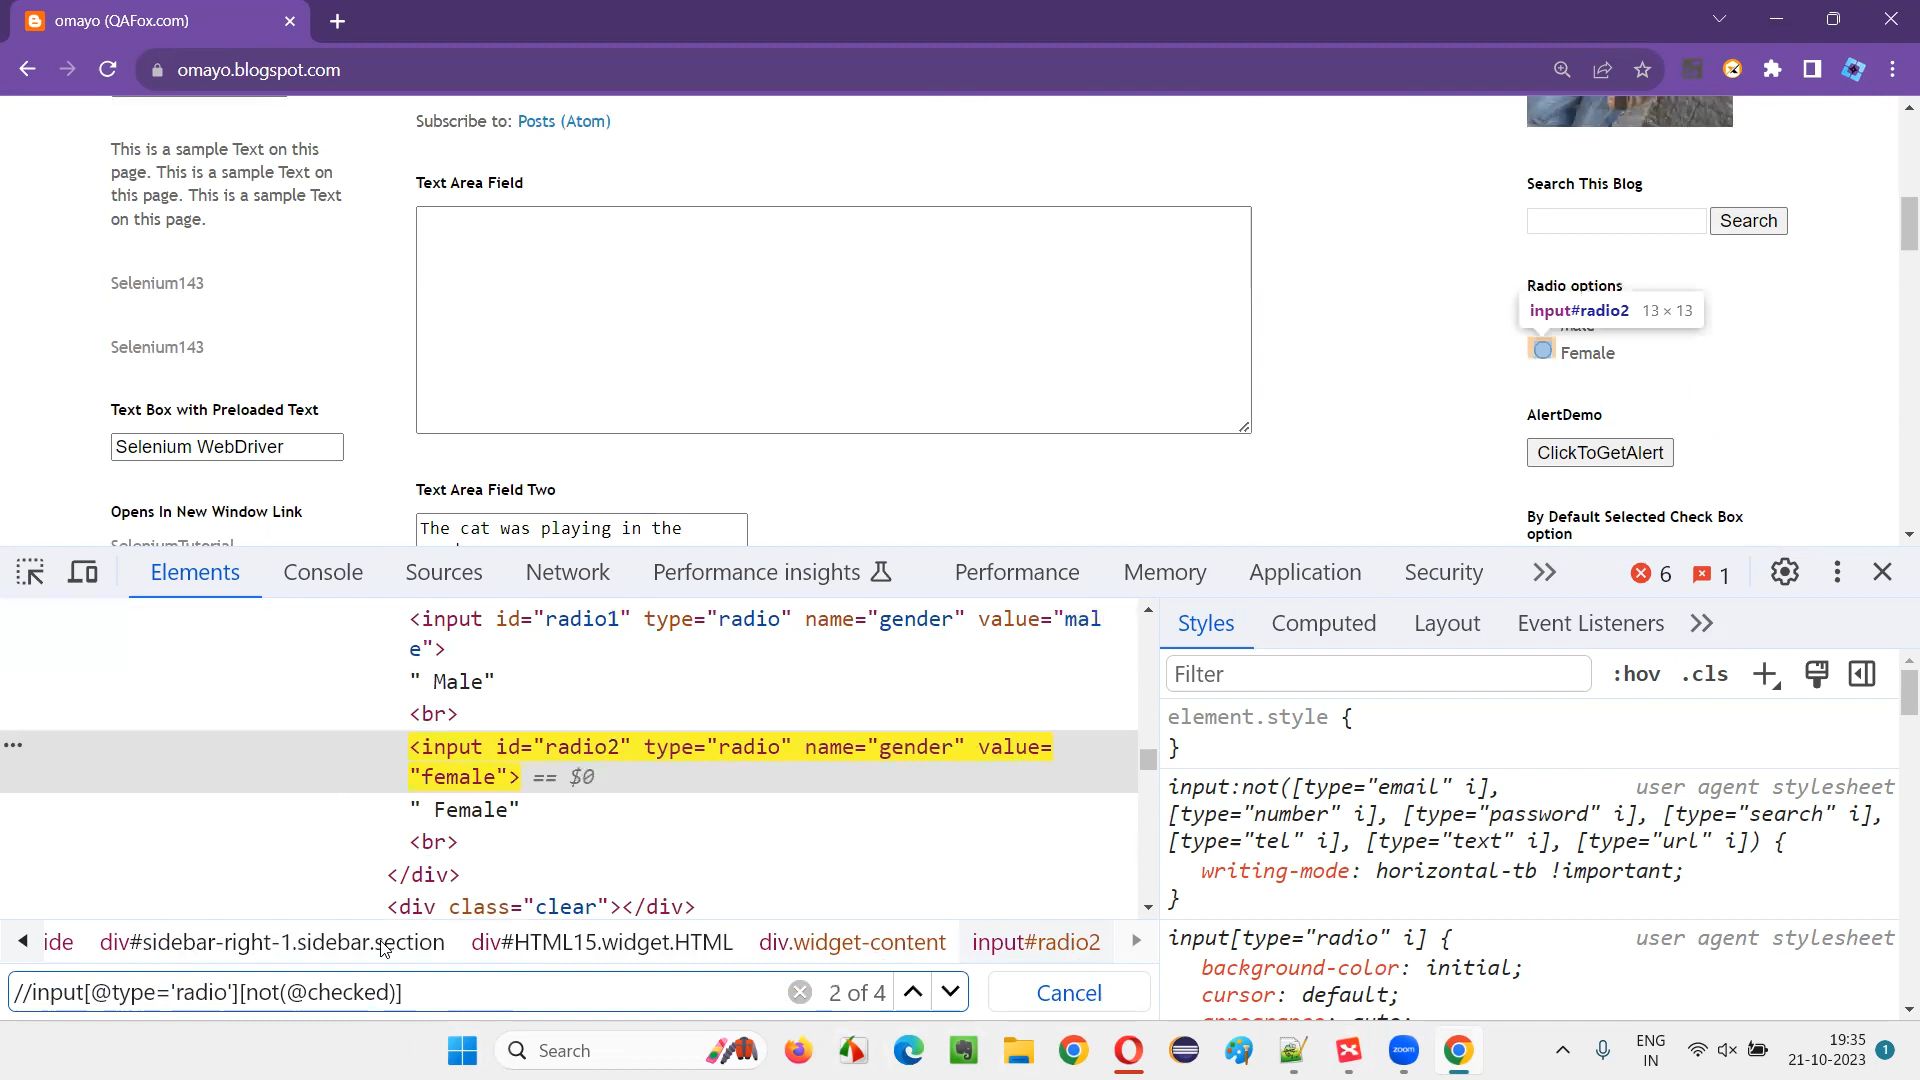 omayo (QAFox.com)
omayo.blogspot.com
This is a sample Text on this
page. This is a sample Text on
this page. This is a sample Text
on this page.
Selenium143
Selenium143
Text Box with Preloaded Text
Selenium WebDriver
Opens In New Window Link
SeleniumTutorial
Subscribe to: Posts (Atom)
Text Area Field
Text Area Field Two
The cat was playing in the
Search This Blog
Search
Radio options
input#radio2 13 × 13
Male
Female
AlertDemo
ClickToGetAlert
By Default Selected Check Box
option
Elements Console Sources Network Performance insights Performance Memory Application Security 6 1
<input id="radio1" type="radio" name="gender" value="mal
e">
" Male"
<br>
<input id="radio2" type="radio" name="gender" value=
"female"> == $0
" Female"
<br>
</div>
<div class="clear"></div>
ide div#sidebar-right-1.sidebar.section div#HTML15.widget.HTML div.widget-content input#radio2
//input[@type='radio'][not(@checked)] 2 of 4 Cancel
Styles Computed Layout Event Listeners
Filter :hov .cls
element.style {
}
input:not([type="email" i], user agent stylesheet
[type="number" i], [type="password" i], [type="search" i],
[type="tel" i], [type="text" i], [type="url" i]) {
writing-mode: horizontal-tb !important;
}
input[type="radio" i] { user agent stylesheet
background-color: initial;
cursor: default;
appearance: auto;
Search
zoom
ENG
IN
19:35
21-10-2023
1